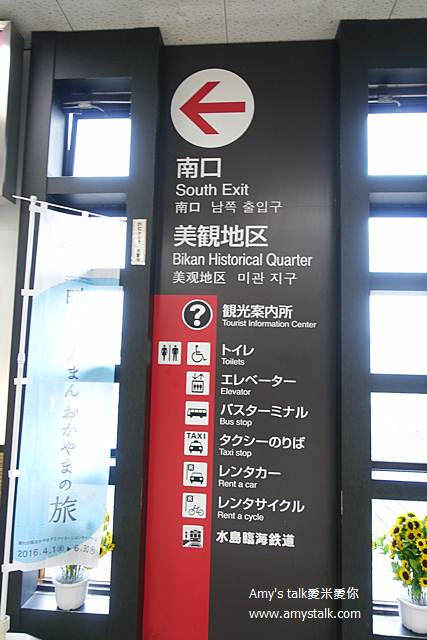 南口
South Exit
南口 남쪽 출입구
美観地区
Bikan Historical Quarter
美观地区 미관 지구
?
観光案内所
Tourist Information Center
トイレ
Toilets
エレベーター
Elevator
バスターミナル
Bus stop
TAXI
タクシーのりば
Taxi stop
R
レンタカー
Rent a car
R
レンタサイクル
Rent a cycle
水島臨海鉄道
んまんおかやまの旅
2016.4.1
Amy's talk愛米愛你
www.amystalk.com